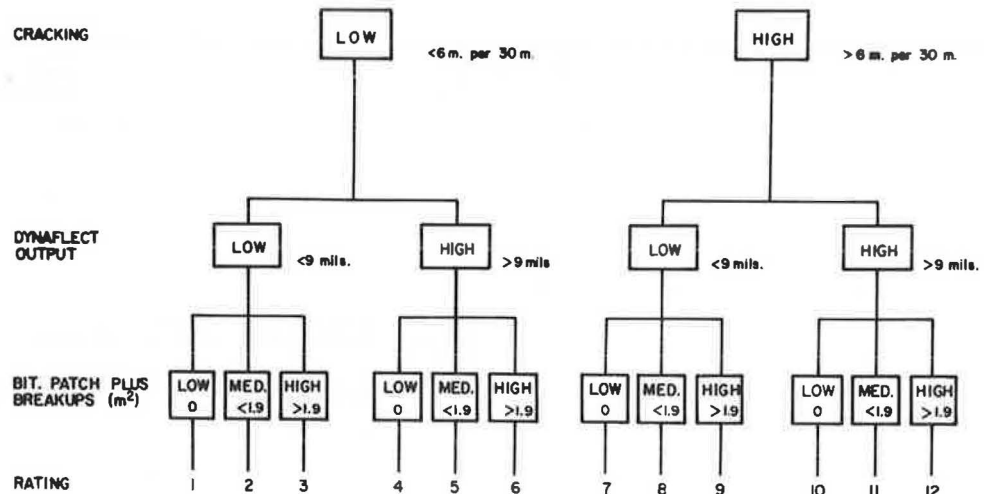 CRACKING
LOW
<6 m. per 30 m.
HIGH
>6 m. per 30 m.
DYNAFLECT
OUTPUT
LOW
<9 mils.
HIGH
>9 mils
LOW
<9 mils.
HIGH
>9 mils.
BIT. PATCH PLUS
BREAKUPS (m²)
LOW
0
MED.
<1.9
HIGH
>1.9
LOW
0
MED.
<1.9
HIGH
>1.9
LOW
0
MED.
<1.9
HIGH
>1.9
LOW
0
MED.
<1.9
HIGH
>1.9
RATING 1 2 3 4 5 6 7 8 9 10 11 12